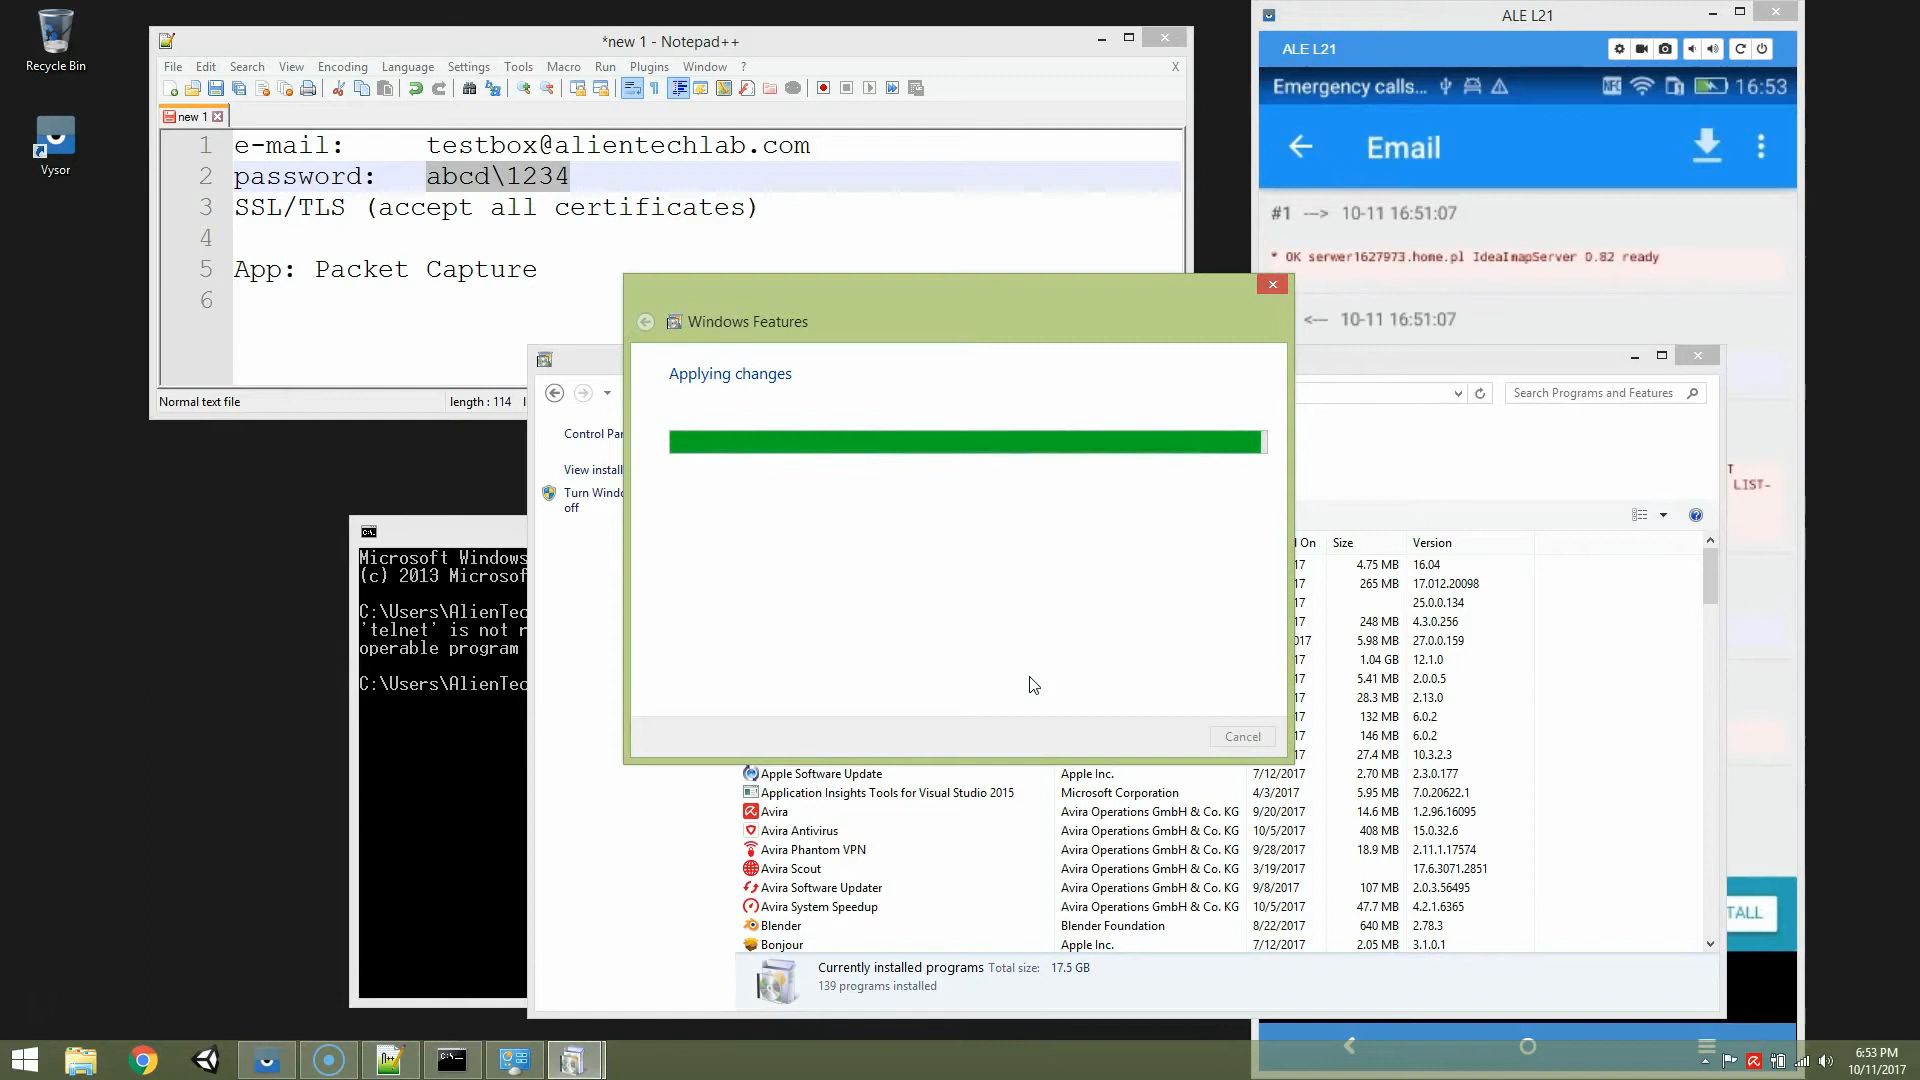 Recycle Bin
Vysor
*new 1 - Notepad++
File Edit Search View Encoding Language Settings Tools Macro Run Plugins Window ? X
new 1
1 e-mail: testbox@alientechlab.com
2 password: abcd\1234
3 SSL/TLS (accept all certificates)
4
5 App: Packet Capture
6
Normal text file length : 114
ALE L21
ALE L21
Emergency calls... 16:53
Email
#1 ---> 10-11 16:51:07
* OK serwer1627973.home.pl IdeaImapServer 0.82 ready
<--- 10-11 16:51:07
LIST-
TALL
Windows Features
Applying changes
Cancel
Search Programs and Features
Control Par
View install
Turn Windo
off
Microsoft Windows
(c) 2013 Microsof
C:\Users\AlienTec
'telnet' is not r
operable program
C:\Users\AlienTec
l On Size Version
17 4.75 MB 16.04
17 265 MB 17.012.20098
17 25.0.0.134
17 248 MB 4.3.0.256
017 5.98 MB 27.0.0.159
17 1.04 GB 12.1.0
17 5.41 MB 2.0.0.5
17 28.3 MB 2.13.0
17 132 MB 6.0.2
17 146 MB 6.0.2
17 27.4 MB 10.3.2.3
Apple Software Update Apple Inc. 7/12/2017 2.70 MB 2.3.0.177
Application Insights Tools for Visual Studio 2015 Microsoft Corporation 4/3/2017 5.95 MB 7.0.20622.1
Avira Avira Operations GmbH & Co. KG 9/20/2017 14.6 MB 1.2.96.16095
Avira Antivirus Avira Operations GmbH & Co. KG 10/5/2017 408 MB 15.0.32.6
Avira Phantom VPN Avira Operations GmbH & Co. KG 9/28/2017 18.9 MB 2.11.1.17574
Avira Scout Avira Operations GmbH & Co. KG 3/19/2017 17.6.3071.2851
Avira Software Updater Avira Operations GmbH & Co. KG 9/8/2017 107 MB 2.0.3.56495
Avira System Speedup Avira Operations GmbH & Co. KG 10/5/2017 47.7 MB 4.2.1.6365
Blender Blender Foundation 8/22/2017 640 MB 2.78.3
Bonjour Apple Inc. 7/12/2017 2.05 MB 3.1.0.1
Currently installed programs Total size: 17.5 GB
139 programs installed
6:53 PM
10/11/2017